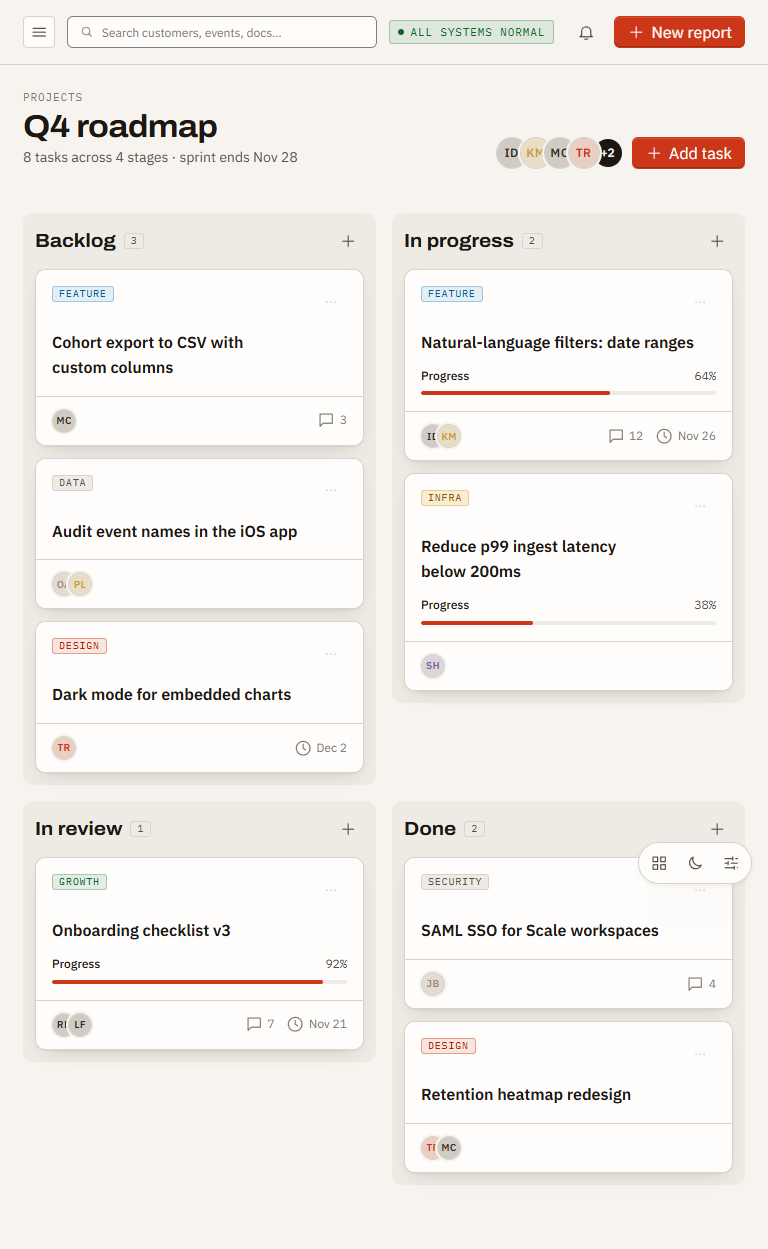 Search customers, events, docs...
ALL SYSTEMS NORMAL
New report
PROJECTS
Q4 roadmap
8 tasks across 4 stages · sprint ends Nov 28
ID KM MC TR +2
Add task
Backlog 3
FEATURE
Cohort export to CSV with
custom columns
MC 3
DATA
Audit event names in the iOS app
PL
DESIGN
Dark mode for embedded charts
TR Dec 2
In progress 2
FEATURE
Natural-language filters: date ranges
Progress 64%
ID KM 12 Nov 26
INFRA
Reduce p99 ingest latency
below 200ms
Progress 38%
SH
In review 1
GROWTH
Onboarding checklist v3
Progress 92%
LF 7 Nov 21
Done 2
SECURITY
SAML SSO for Scale workspaces
JB 4
DESIGN
Retention heatmap redesign
TR MC